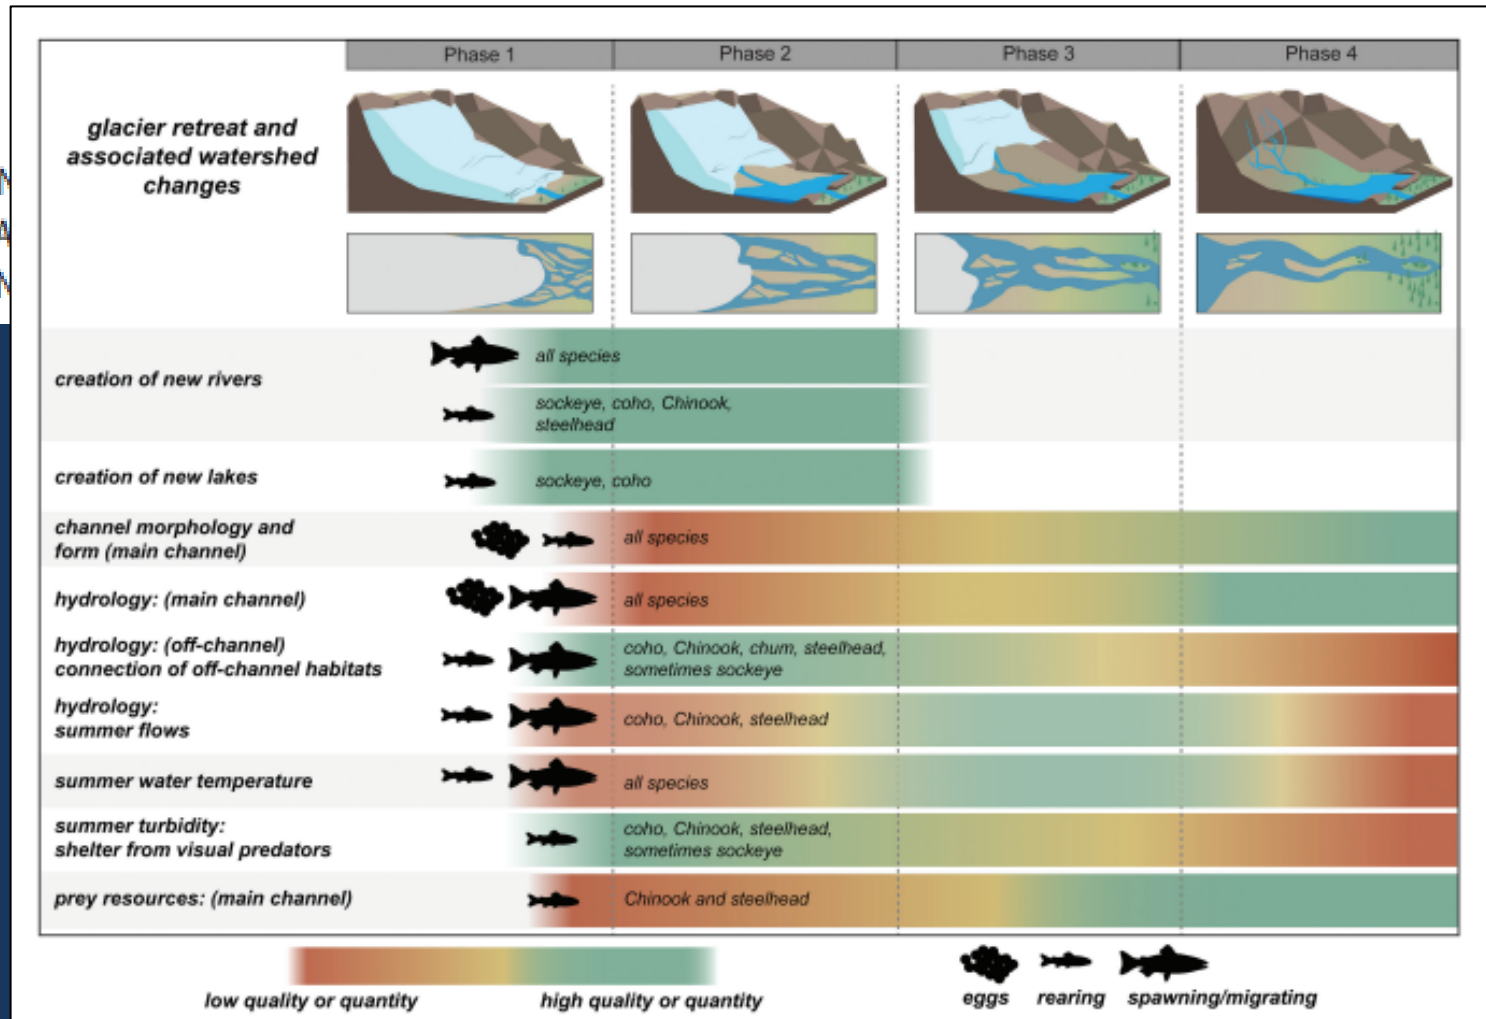 Phase 1
Phase 2
Phase 3
Phase 4
glacier retreat and
associated watershed
changes
creation of new rivers
all species
sockeye, coho, Chinook,
steelhead
creation of new lakes
sockeye, coho
channel morphology and
form (main channel)
all species
hydrology: (main channel)
all species
hydrology: (off-channel)
connection of off-channel habitats
coho, Chinook, chum, steelhead,
sometimes sockeye
hydrology:
summer flows
coho, Chinook, steelhead
summer water temperature
all species
summer turbidity:
shelter from visual predators
coho, Chinook, steelhead,
sometimes sockeye
prey resources: (main channel)
Chinook and steelhead
low quality or quantity
high quality or quantity
eggs
rearing
spawning/migrating